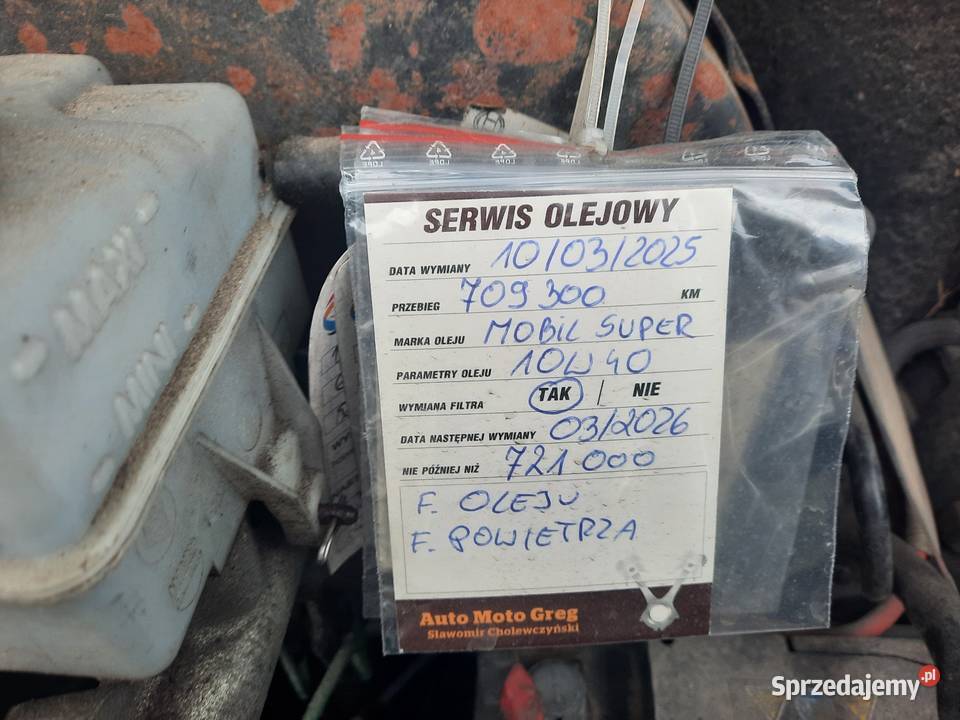 SERWIS OLEJOWY
DATA WYMIANY 10/03/2025
PRZEBIEG 709 300 KM
MARKA OLEJU MOBIL SUPER
PARAMETRY OLEJU 10W40
WYMIANA FILTRA TAK / NIE
DATA NASTĘPNEJ WYMIANY 03/2026
NIE PÓŹNIEJ NIŻ 721 000
F. OLEJU
F. POWIETRZA
Auto Moto Greg
Sławomir Cholewczyński
MAX
MIN
Sprzedajemy.pl